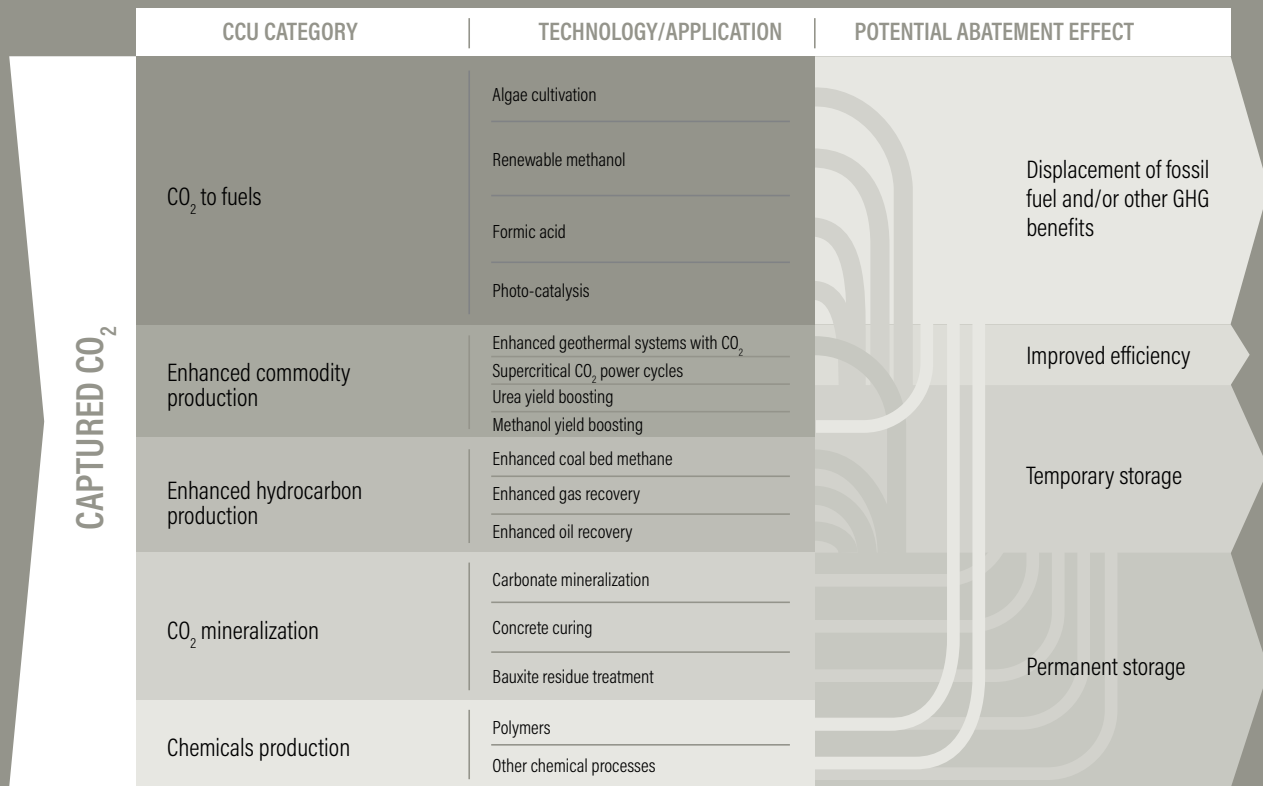 CCU CATEGORY
TECHNOLOGY/APPLICATION
POTENTIAL ABATEMENT EFFECT
CAPTURED CO₂
CO₂ to fuels
Algae cultivation
Renewable methanol
Formic acid
Photo-catalysis
Displacement of fossil
fuel and/or other GHG
benefits
Enhanced commodity
production
Enhanced geothermal systems with CO₂
Supercritical CO₂ power cycles
Urea yield boosting
Methanol yield boosting
Improved efficiency
Enhanced hydrocarbon
production
Enhanced coal bed methane
Enhanced gas recovery
Enhanced oil recovery
Temporary storage
CO₂ mineralization
Carbonate mineralization
Concrete curing
Bauxite residue treatment
Permanent storage
Chemicals production
Polymers
Other chemical processes